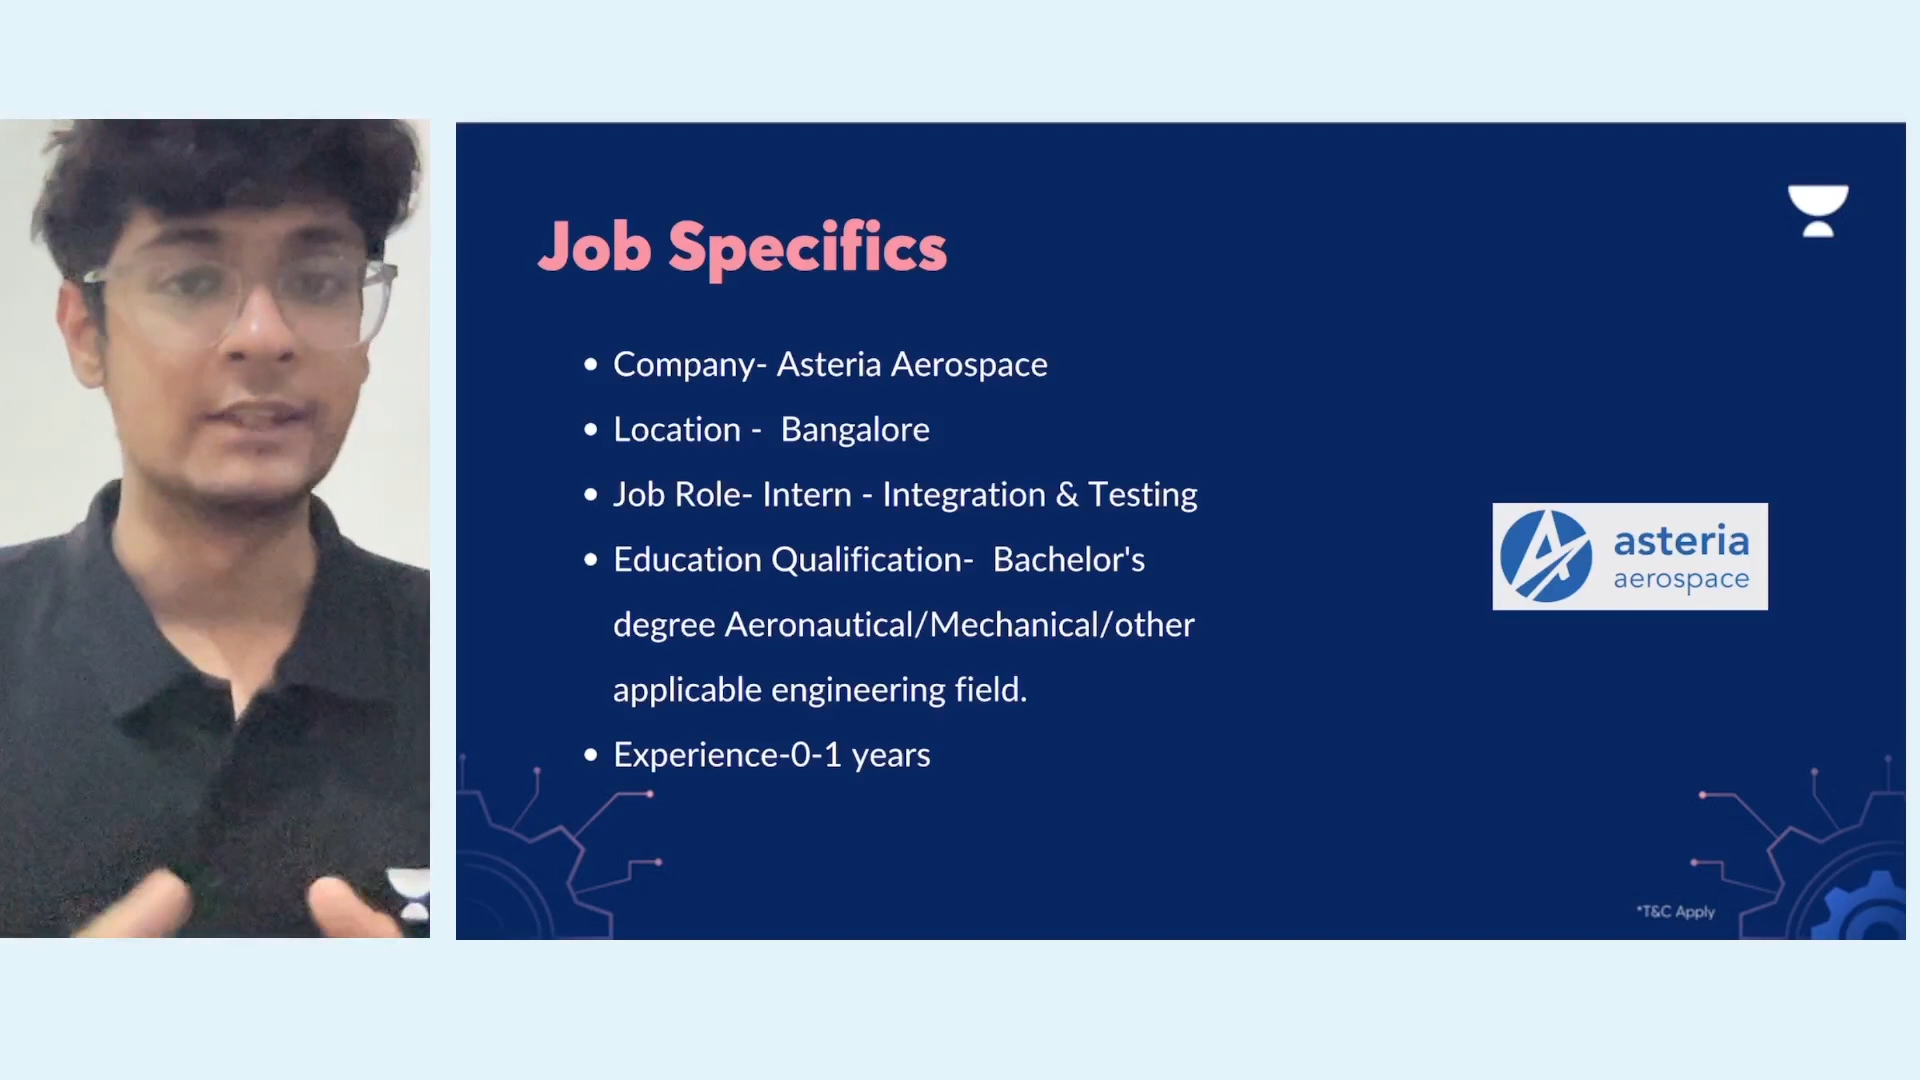 Job Specifics
• Company- Asteria Aerospace
• Location -  Bangalore
• Job Role- Intern - Integration & Testing
• Education Qualification-  Bachelor's
degree Aeronautical/Mechanical/other
applicable engineering field.
• Experience-0-1 years
asteria
aerospace
*T&C Apply